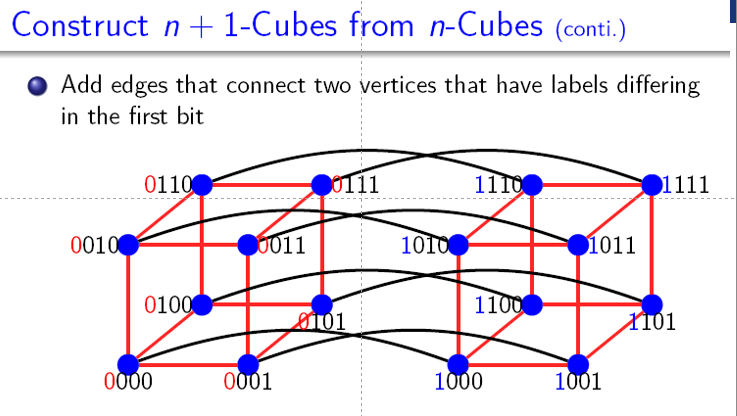 Construct n + 1-Cubes from n-Cubes (conti.)
Add edges that connect two vertices that have labels differing
in the first bit
0110 0111 1110 1111
0010 0011 1010 1011
0100 0101 1100 1101
0000 0001 1000 1001